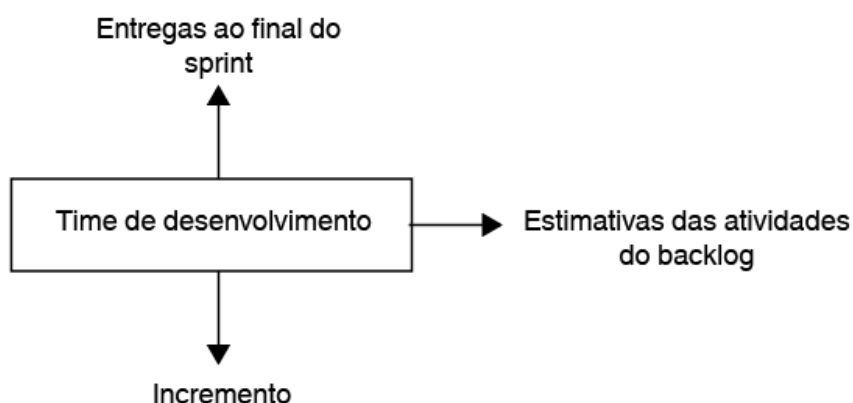 Entregas ao final do
sprint
Time de desenvolvimento
Estimativas das atividades
do backlog
Incremento